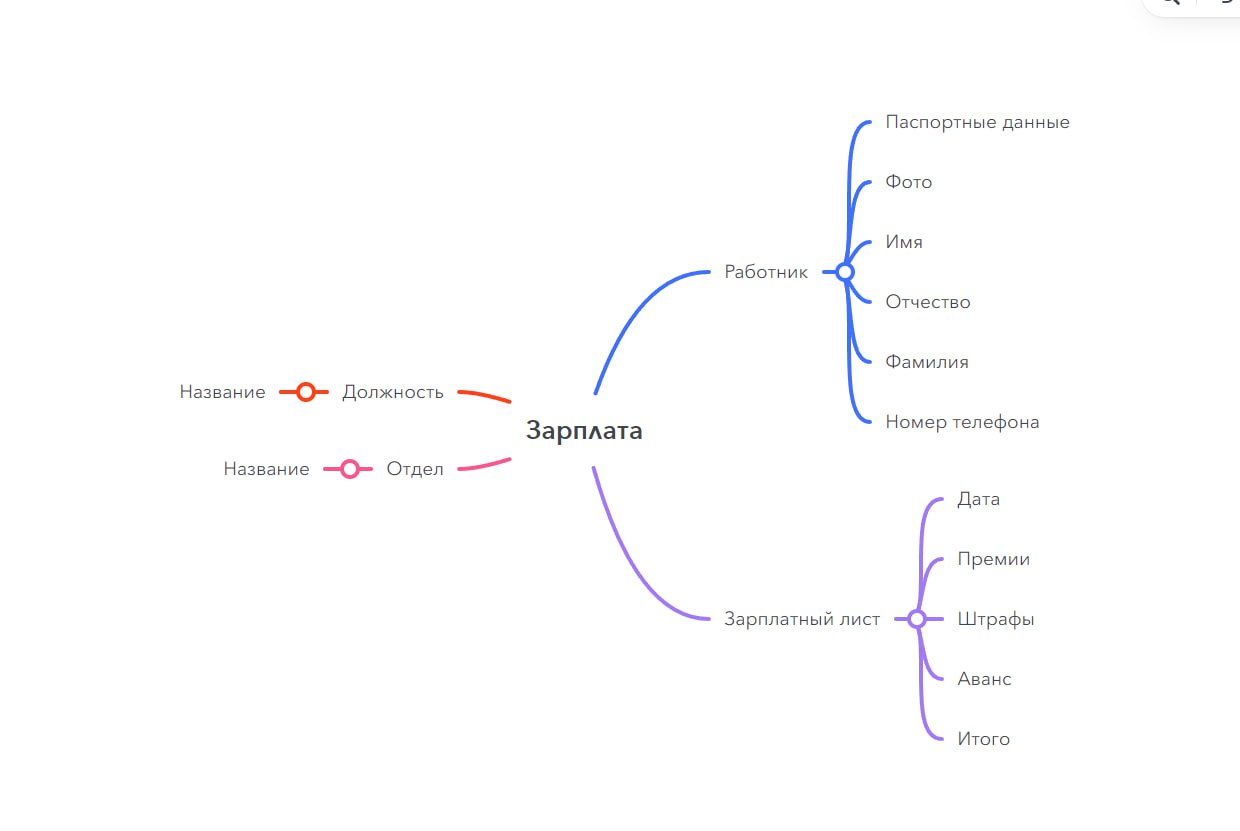 Паспортные данные
Фото
Имя
Работник
Отчество
Фамилия
Номер телефона
Название
Должность
Зарплата
Название
Отдел
Дата
Премии
Зарплатный лист
Штрафы
Аванс
Итого